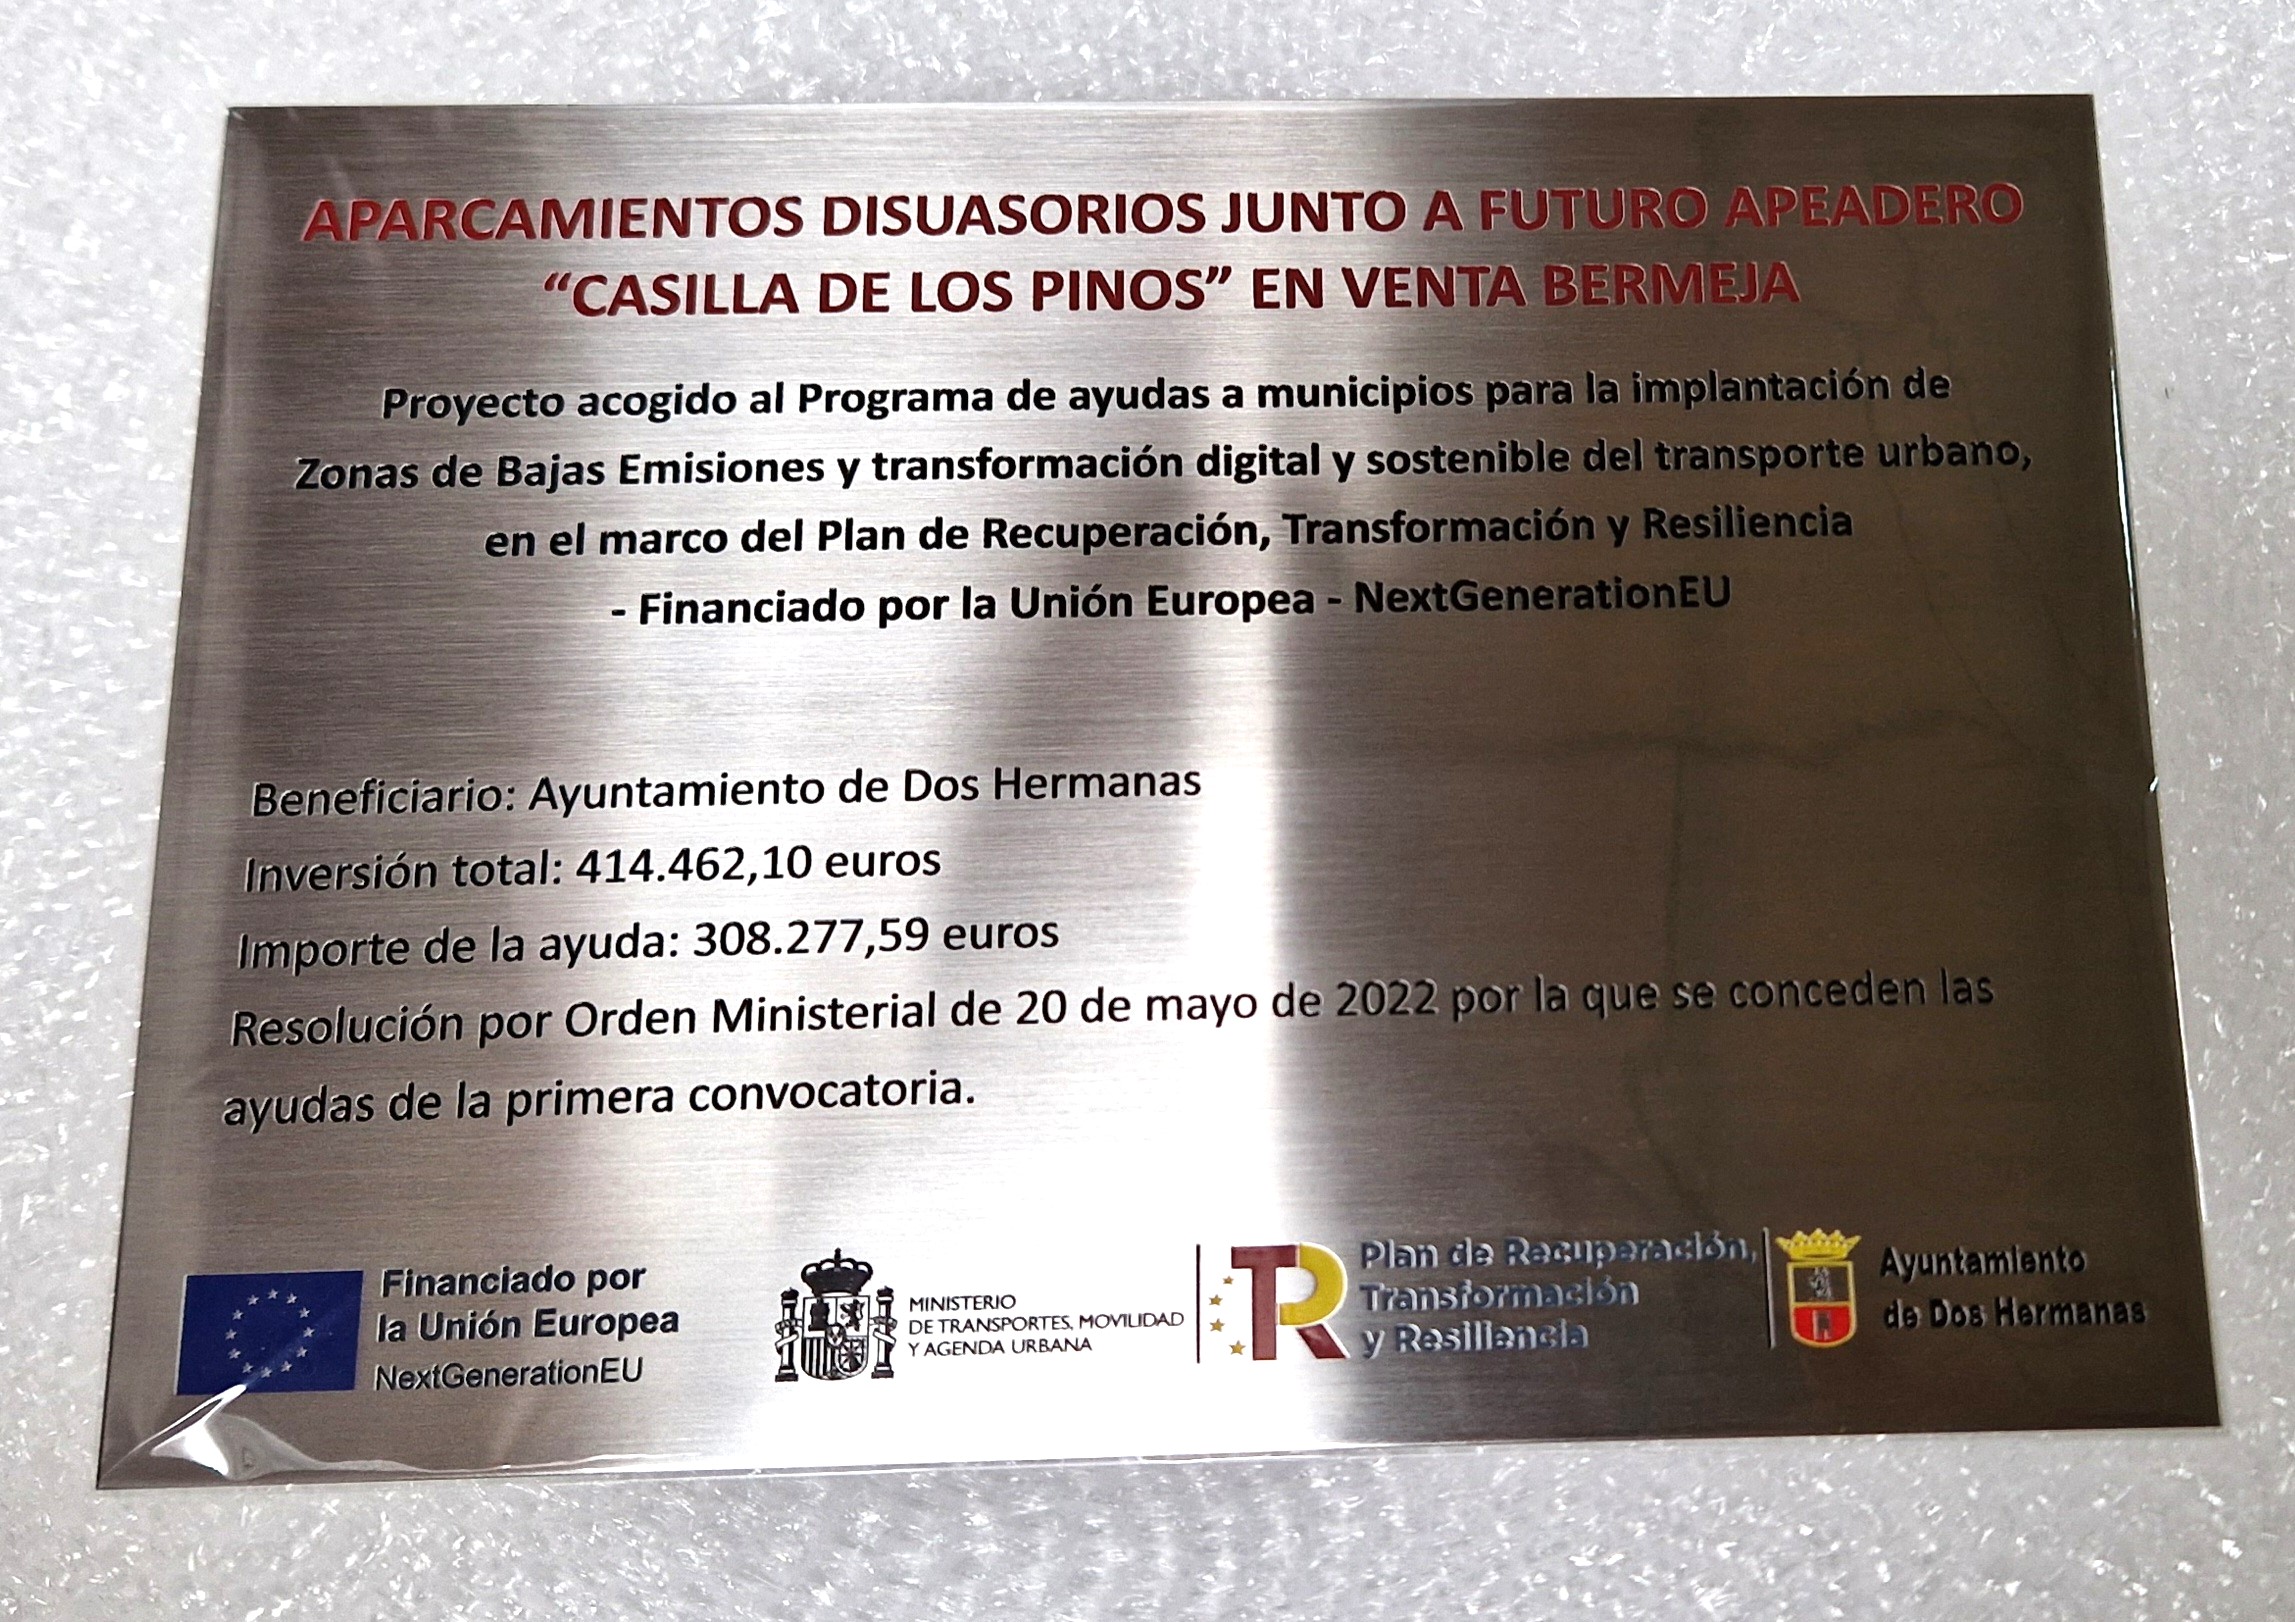 APARCAMIENTOS DISUASORIOS JUNTO A FUTURO APEADERO
“CASILLA DE LOS PINOS” EN VENTA BERMEJA
Proyecto acogido al Programa de ayudas a municipios para la implantación de
Zonas de Bajas Emisiones y transformación digital y sostenible del transporte urbano,
en el marco del Plan de Recuperación, Transformación y Resiliencia
- Financiado por la Unión Europea - NextGenerationEU
Beneficiario: Ayuntamiento de Dos Hermanas
Inversión total: 414.462,10 euros
Importe de la ayuda: 308.277,59 euros
Resolución por Orden Ministerial de 20 de mayo de 2022 por la que se conceden las
ayudas de la primera convocatoria.
Financiado por
la Unión Europea
NextGenerationEU
MINISTERIO
DE TRANSPORTES, MOVILIDAD
Y AGENDA URBANA
TR
Plan de Recuperación,
Transformación
y Resiliencia
Ayuntamiento
de Dos Hermanas